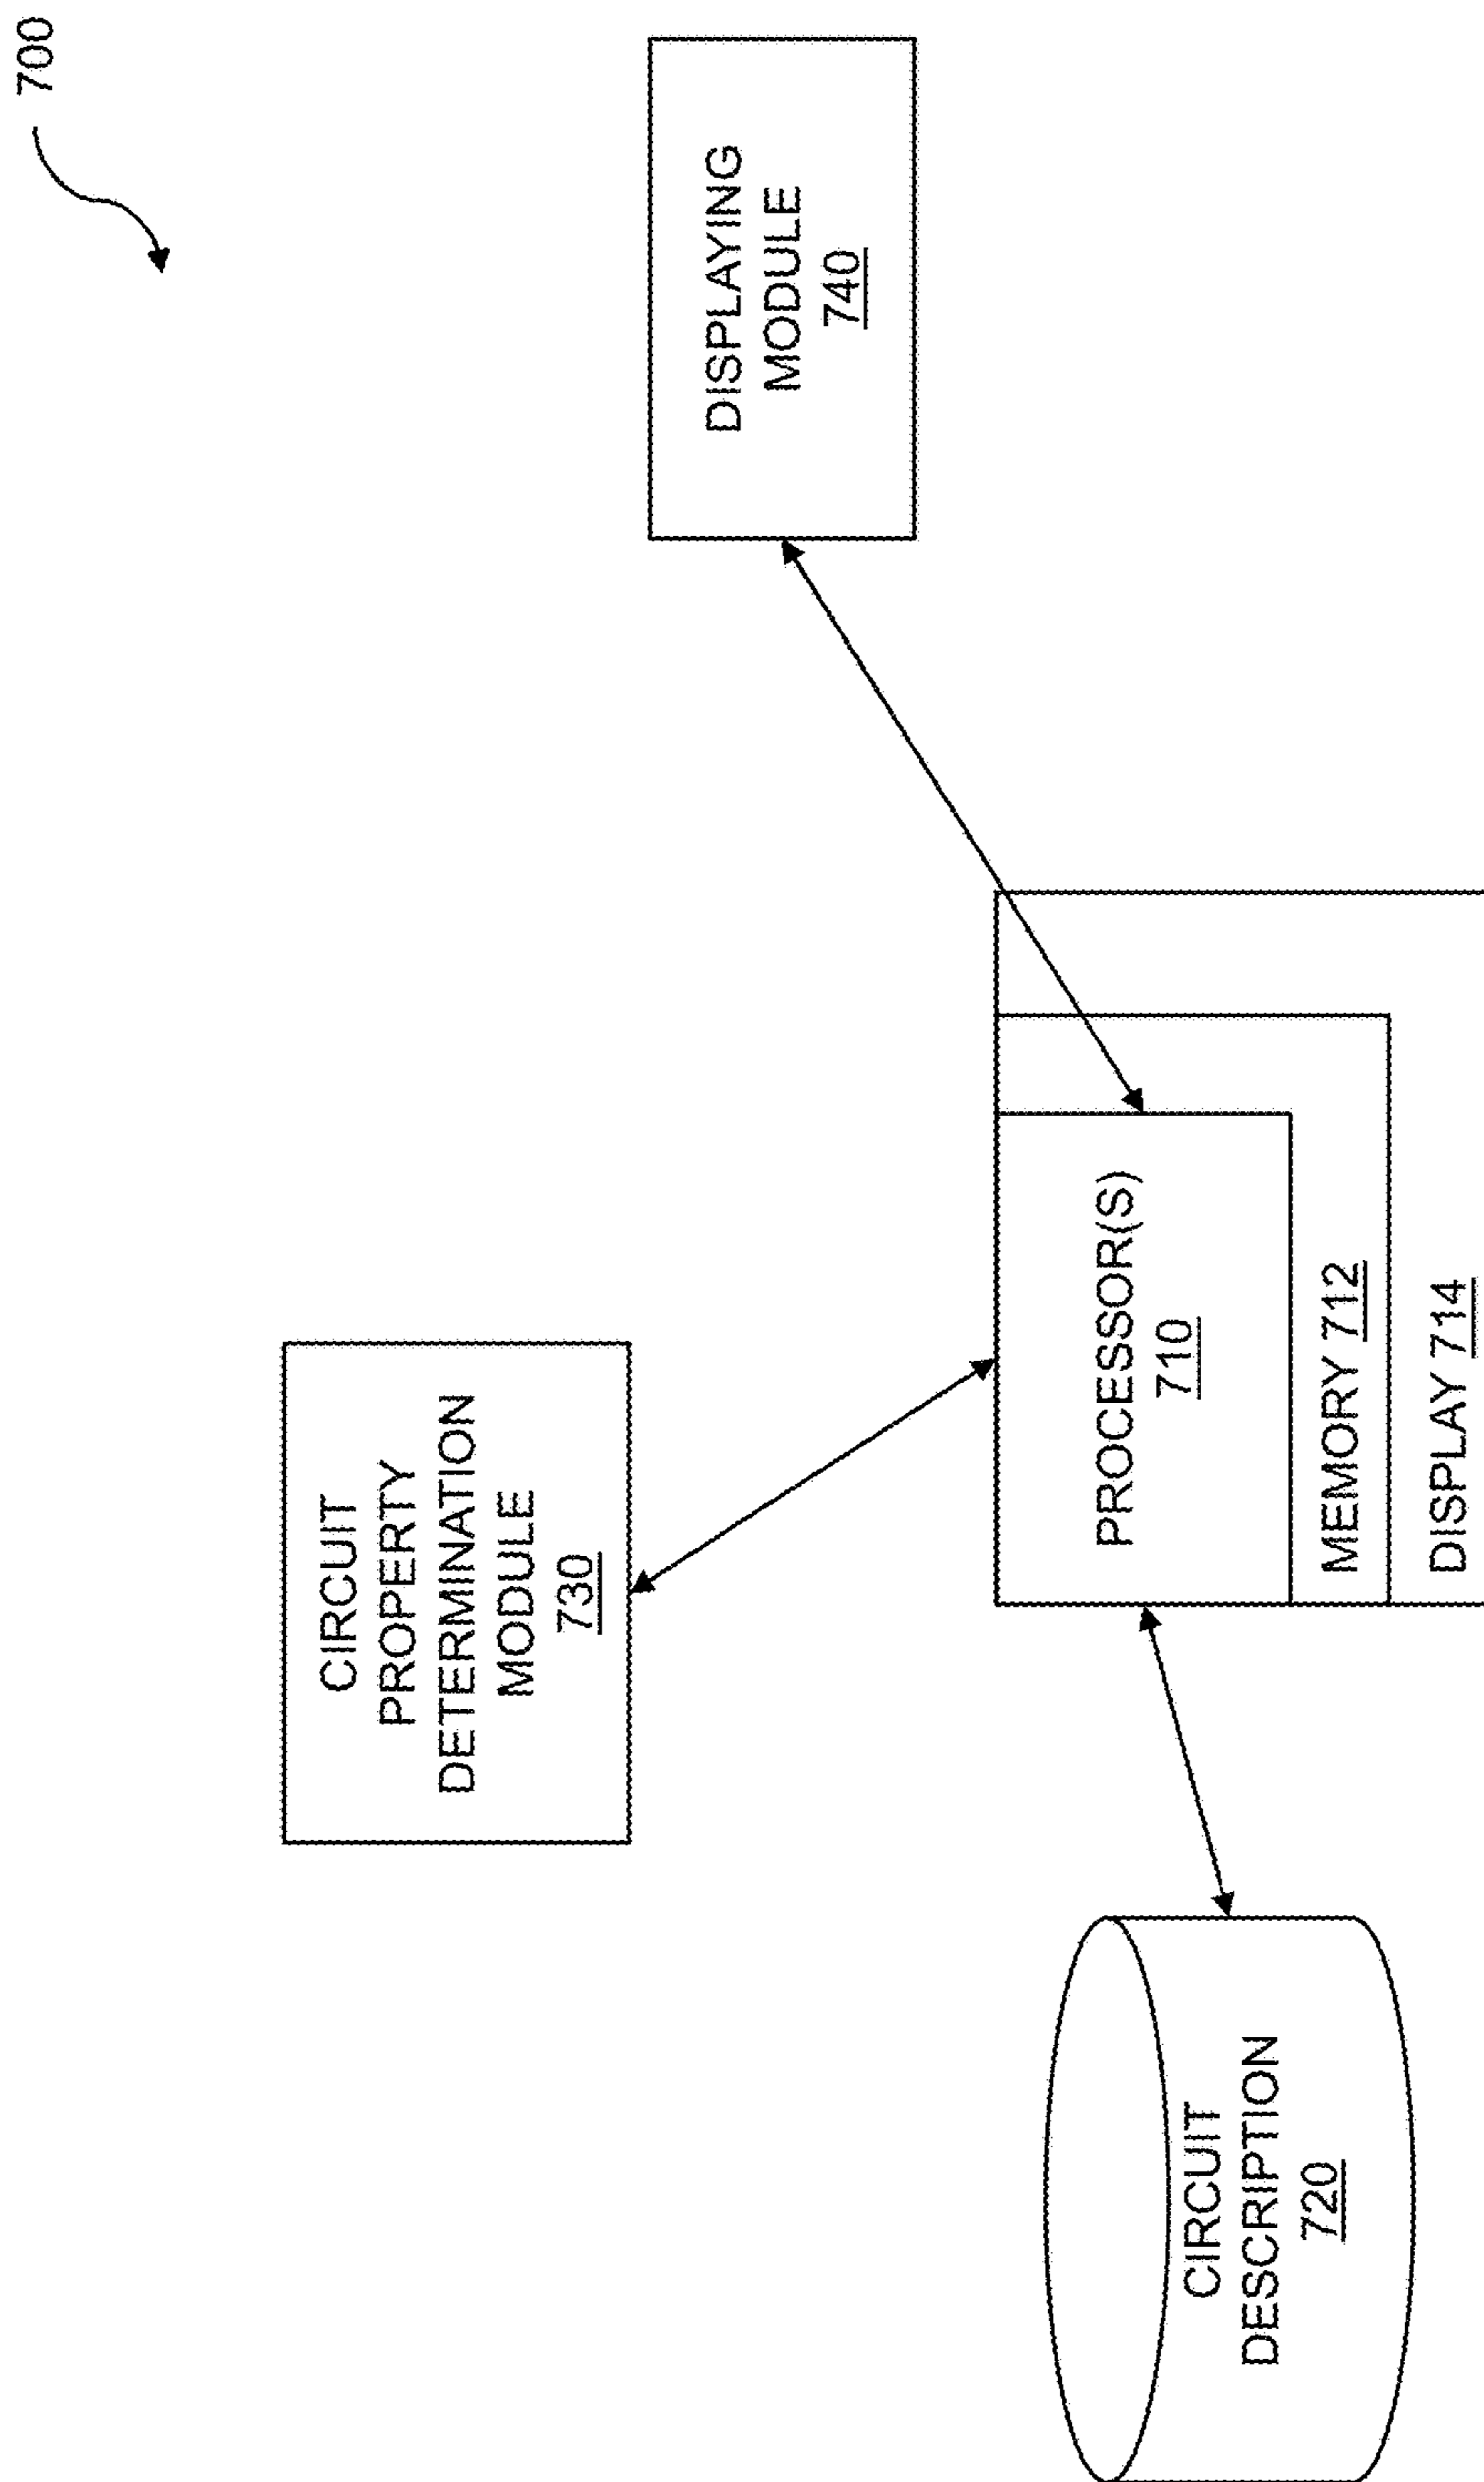 700
CIRCUIT
PROPERTY
DETERMINATION
MODULE
730
DISPLAYING
MODULE
740
CIRCUIT
DESCRIPTION
720
PROCESSOR(S)
710
MEMORY 712
DISPLAY 714